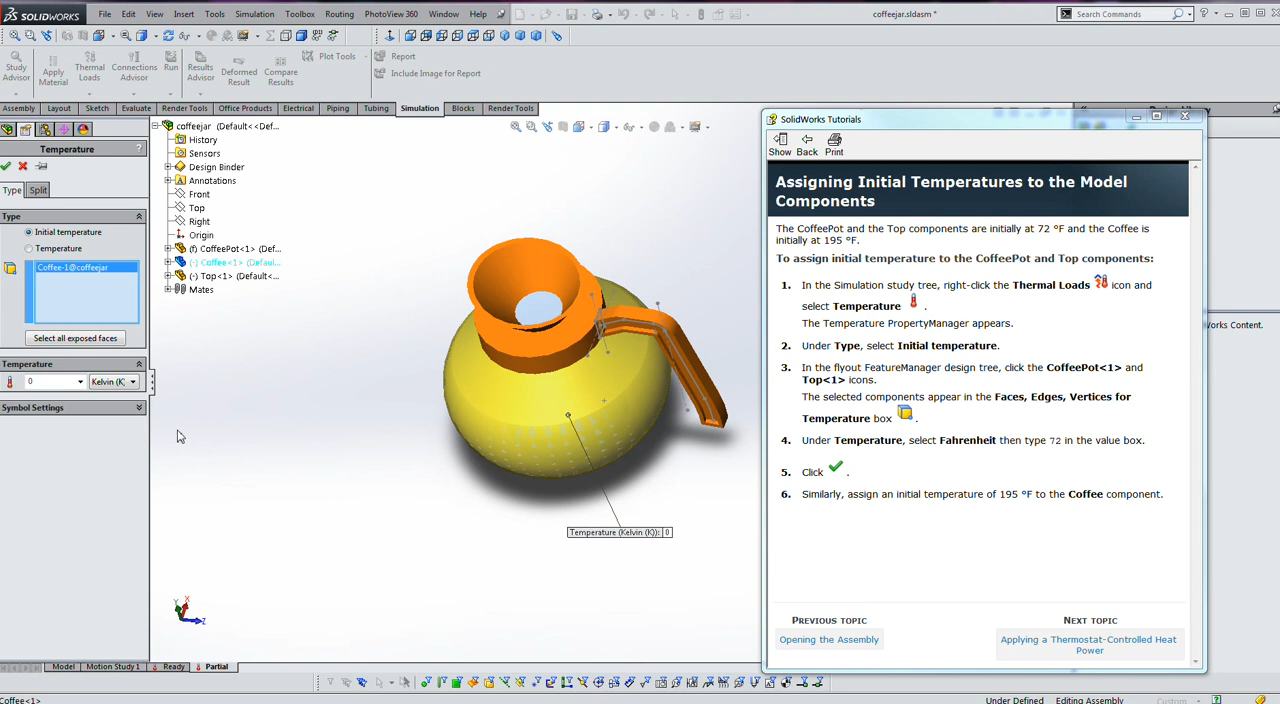 SOLIDWORKS
File Edit View Insert Tools Simulation Toolbox Routing PhotoView 360 Window Help
coffeejar.sldasm *
Search Commands
Study Advisor
Apply Material
Thermal Loads
Connections Advisor
Run
Results Advisor
Deformed Result
Compare Results
Plot Tools
Report
Include Image for Report
Assembly Layout Sketch Evaluate Render Tools Office Products Electrical Piping Tubing Simulation Blocks Render Tools
Temperature ?
Type Split
Type
Initial temperature
Temperature
Coffee-1@coffeejar
Select all exposed faces
Temperature
0 Kelvin (K)
Symbol Settings
coffeejar (Default<<Def...
History
Sensors
Design Binder
Annotations
Front
Top
Right
Origin
(f) CoffeePot<1> (Def...
(-) Coffee<1> (Defaul...
(-) Top<1> (Default<...
Mates
Temperature (Kelvin (K)): 0
Y X Z
SolidWorks Tutorials
Show Back Print
Assigning Initial Temperatures to the Model
Components
The CoffeePot and the Top components are initially at 72 °F and the Coffee is
initially at 195 °F.
To assign initial temperature to the CoffeePot and Top components:
1. In the Simulation study tree, right-click the Thermal Loads icon and
select Temperature .
The Temperature PropertyManager appears.
2. Under Type, select Initial temperature.
3. In the flyout FeatureManager design tree, click the CoffeePot<1> and
Top<1> icons.
The selected components appear in the Faces, Edges, Vertices for
Temperature box .
4. Under Temperature, select Fahrenheit then type 72 in the value box.
5. Click .
6. Similarly, assign an initial temperature of 195 °F to the Coffee component.
Previous topic
Opening the Assembly
Next topic
Applying a Thermostat-Controlled Heat
Power
Works Content.
Model Motion Study 1 Ready Partial
Coffee<1>
Under Defined Editing Assembly Custom